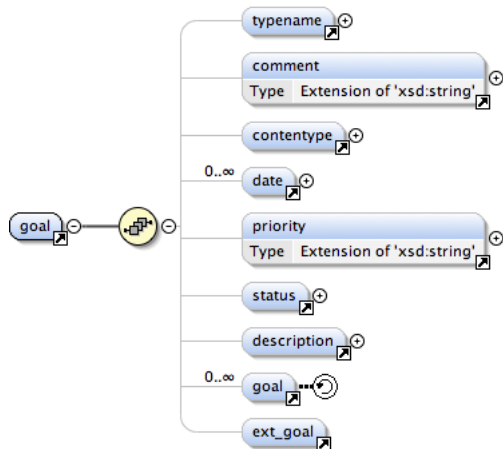 typename
comment
Type Extension of 'xsd:string'
contentype
0..∞
date
goal
priority
Type Extension of 'xsd:string'
status
description
0..∞
goal
ext_goal